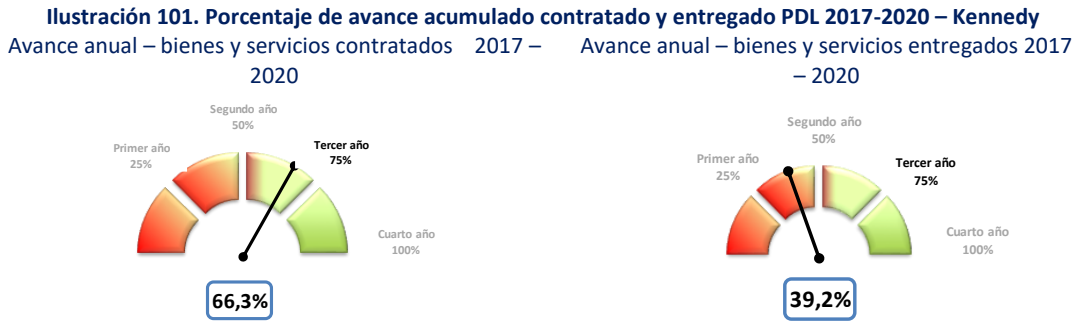 Ilustración 101. Porcentaje de avance acumulado contratado y entregado PDL 2017-2020 – Kennedy
Avance anual – bienes y servicios contratados 2017 –
2020
Segundo año
50%
Primer año
25%
Tercer año
75%
Cuarto año
100%
66,3%
Avance anual – bienes y servicios entregados 2017
– 2020
Segundo año
50%
Primer año
25%
Tercer año
75%
Cuarto año
100%
39,2%